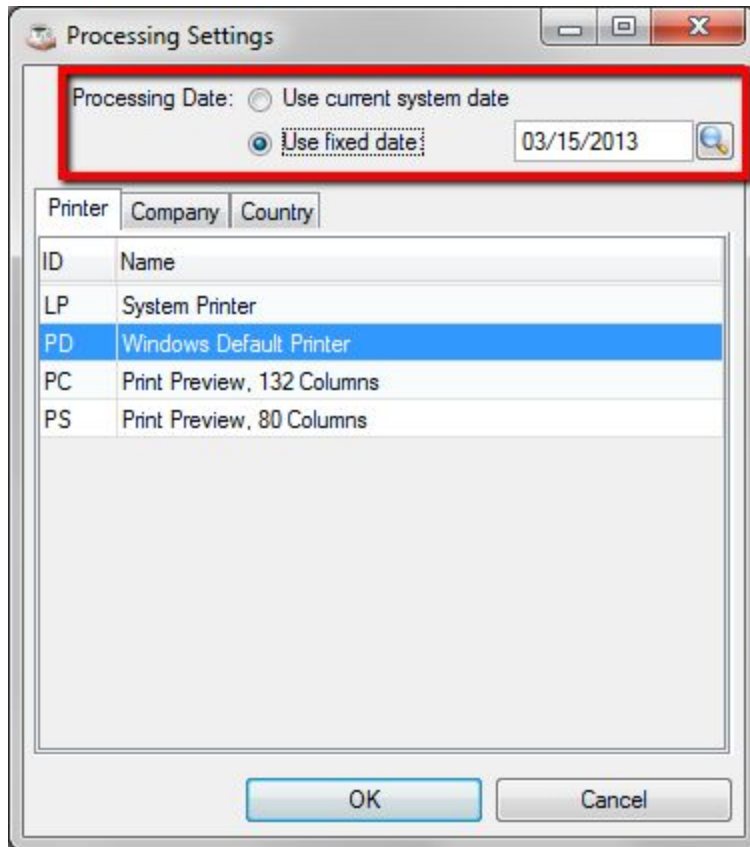 Processing Settings
Processing Date: Use current system date
Use fixed date: 03/15/2013
Printer Company Country
ID Name
LP System Printer
PD Windows Default Printer
PC Print Preview, 132 Columns
PS Print Preview, 80 Columns
OK Cancel